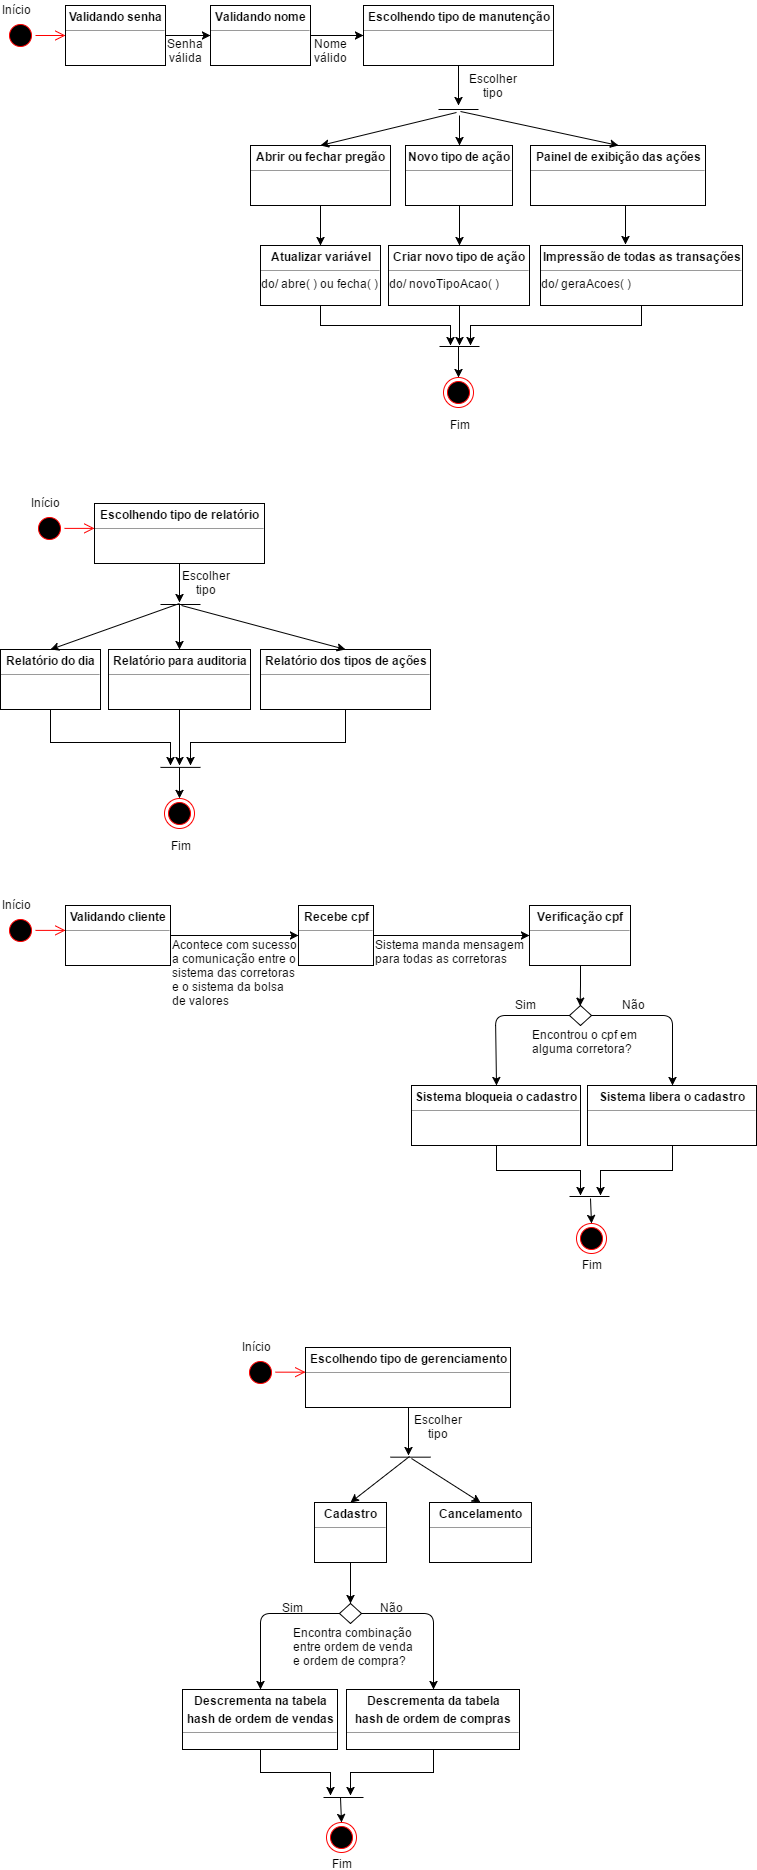 Início
Validando senha
Senha
válida
Validando nome
Nome
válido
Escolhendo tipo de manutenção
Escolher
tipo
Abrir ou fechar pregão
Novo tipo de ação
Painel de exibição das ações
Atualizar variável
do/ abre( ) ou fecha( )
Criar novo tipo de ação
do/ novoTipoAcao( )
Impressão de todas as transações
do/ geraAcoes( )
Fim
Início
Escolhendo tipo de relatório
Escolher
tipo
Relatório do dia
Relatório para auditoria
Relatório dos tipos de ações
Fim
Início
Validando cliente
Acontece com sucesso
a comunicação entre o
sistema das corretoras
e o sistema da bolsa
de valores
Recebe cpf
Sistema manda mensagem
para todas as corretoras
Verificação cpf
Sim
Não
Encontrou o cpf em
alguma corretora?
Sistema bloqueia o cadastro
Sistema libera o cadastro
Fim
Início
Escolhendo tipo de gerenciamento
Escolher
tipo
Cadastro
Cancelamento
Sim
Não
Encontra combinação
entre ordem de venda
e ordem de compra?
Descrementa na tabela
hash de ordem de vendas
Descrementa da tabela
hash de ordem de compras
Fim